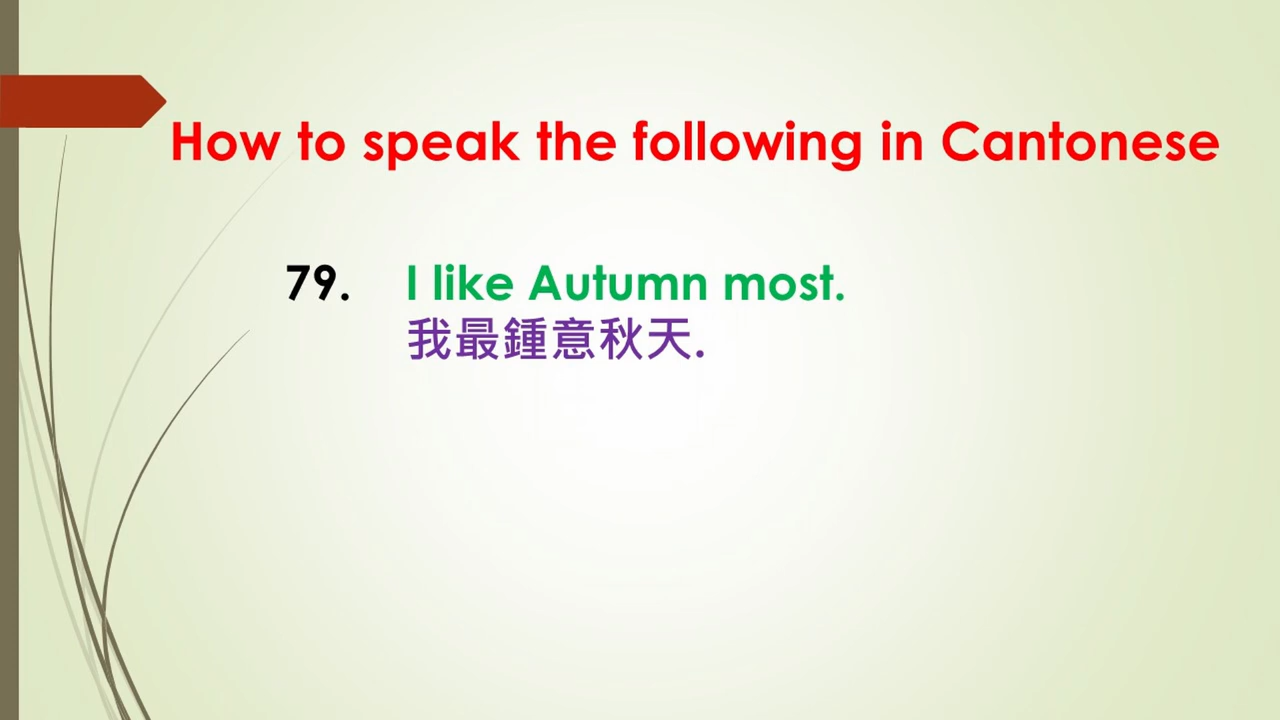 How to speak the following in Cantonese
79. I like Autumn most.
我最鍾意秋天.